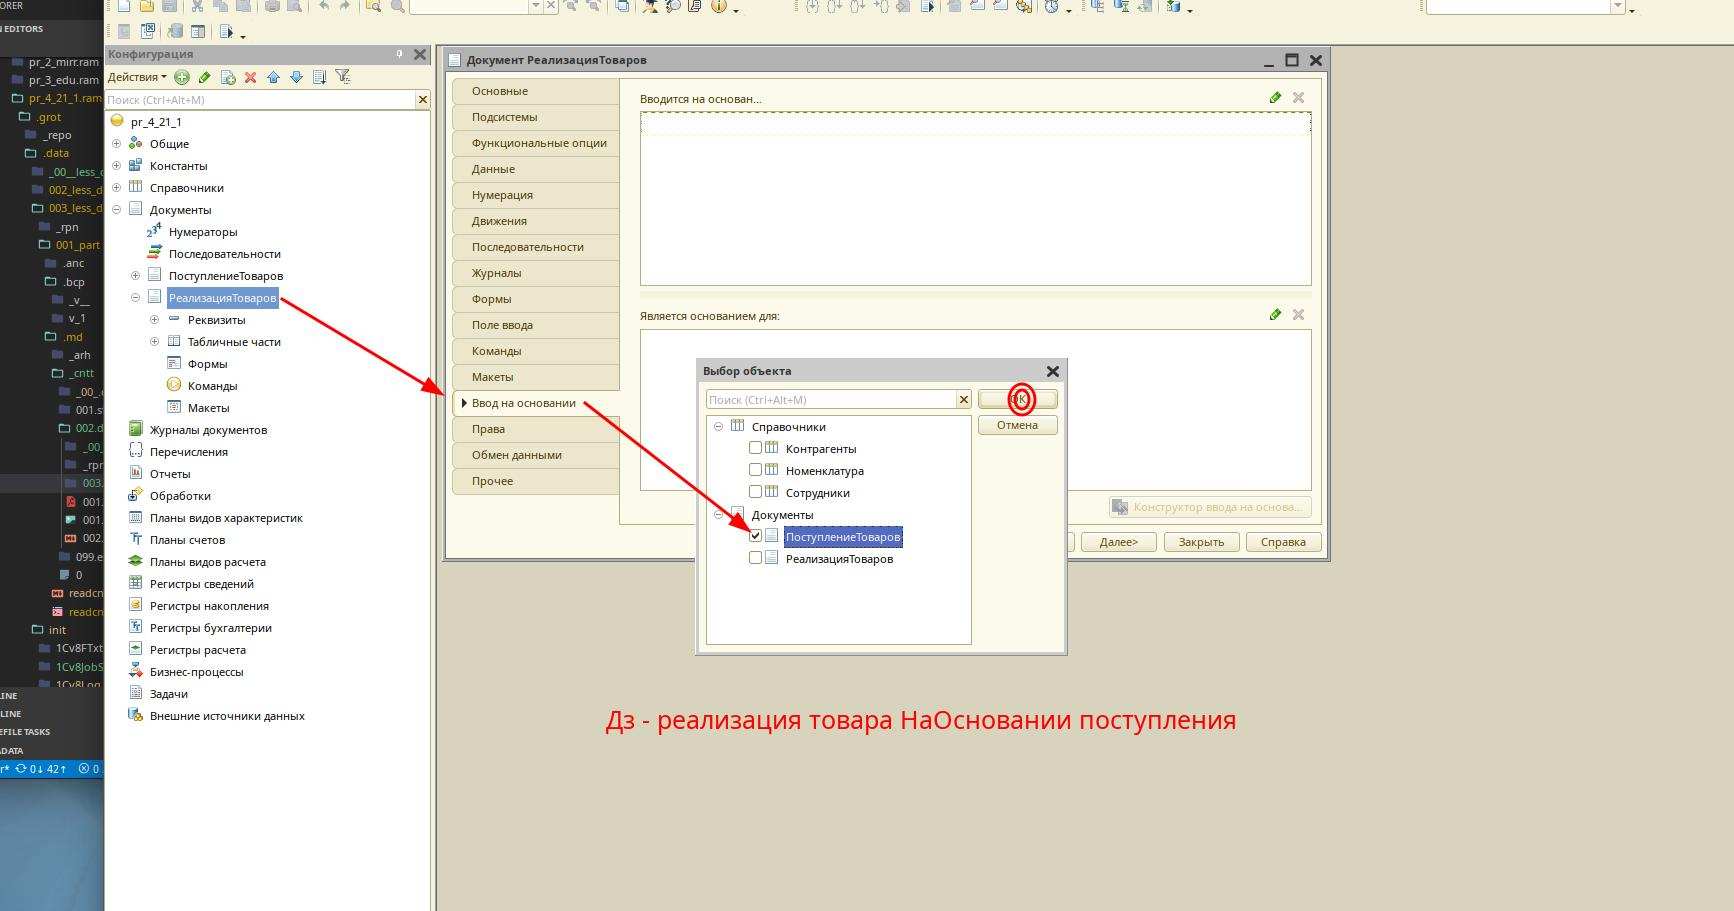 ORER
N EDITORS
pr_2_mirr.ram
pr_3_edu.ram
pr_4_21_1.ram
.grot
_repo
.data
_00__less_
002_less_d
003_less_d
_rpn
001_part
.anc
.bcp
_v__
v_1
.md
_arh
_cntt
_00_
001.s
002.d
_00_
_rpr
003.
001.
001.
002.
099.e
0
readcn
readcn
init
1Cv8FTxt
1Cv8JobS
1Cv8Log
LINE
LINE
EFILE TASKS
ADATA
r* 0↓ 42↑ 0
Конфигурация
Действия
Поиск (Ctrl+Alt+M)
pr_4_21_1
Общие
Константы
Справочники
Документы
Нумераторы
Последовательности
ПоступлениеТоваров
РеализацияТоваров
Реквизиты
Табличные части
Формы
Команды
Макеты
Журналы документов
Перечисления
Отчеты
Обработки
Планы видов характеристик
Планы счетов
Планы видов расчета
Регистры сведений
Регистры накопления
Регистры бухгалтерии
Регистры расчета
Бизнес-процессы
Задачи
Внешние источники данных
Документ РеализацияТоваров
Основные
Подсистемы
Функциональные опции
Данные
Нумерация
Движения
Последовательности
Журналы
Формы
Поле ввода
Команды
Макеты
Ввод на основании
Права
Обмен данными
Прочее
Вводится на основан...
Является основанием для:
Конструктор ввода на основа...
Далее>
Закрыть
Справка
Выбор объекта
Поиск (Ctrl+Alt+M)
ОК
Отмена
Справочники
Контрагенты
Номенклатура
Сотрудники
Документы
ПоступлениеТоваров
РеализацияТоваров
Дз - реализация товара НаОсновании поступления